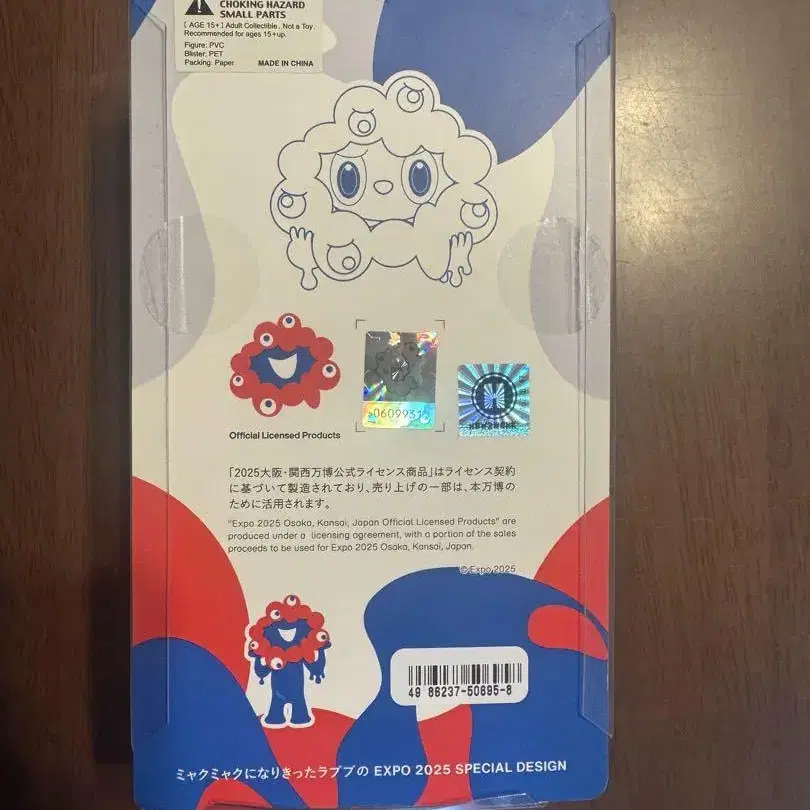 CHOKING HAZARD
SMALL PARTS
[ AGE 15+ ] Adult Collectible. Not a Toy.
Recommended for ages 15+up.
Figure: PVC
Blister: PET
Packing: Paper
MADE IN CHINA
0609931
HOW2WORK
Official Licensed Products
「2025大阪・関西万博公式ライセンス商品」はライセンス契約
に基づいて製造されており、売り上げの一部は、本万博の
ために活用されます。
"Expo 2025 Osaka, Kansai, Japan Official Licensed Products" are
produced under a licensing agreement, with a portion of the sales
proceeds to be used for Expo 2025 Osaka, Kansai, Japan.
©Expo 2025
49 86237-50695-8
ミャクミャクになりきったラブブの EXPO 2025 SPECIAL DESIGN